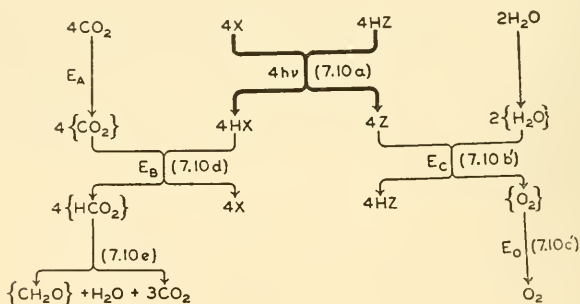 4CO₂ 4X 4HZ 2H₂O
E_A 4hν (7.10a)
4{CO₂} 4HX 4Z 2{H₂O}
E_B (7.10d) E_C (7.10b′)
4{HCO₂} 4X 4HZ {O₂}
(7.10e) E_O (7.10c′)
{CH₂O} + H₂O + 3CO₂ O₂